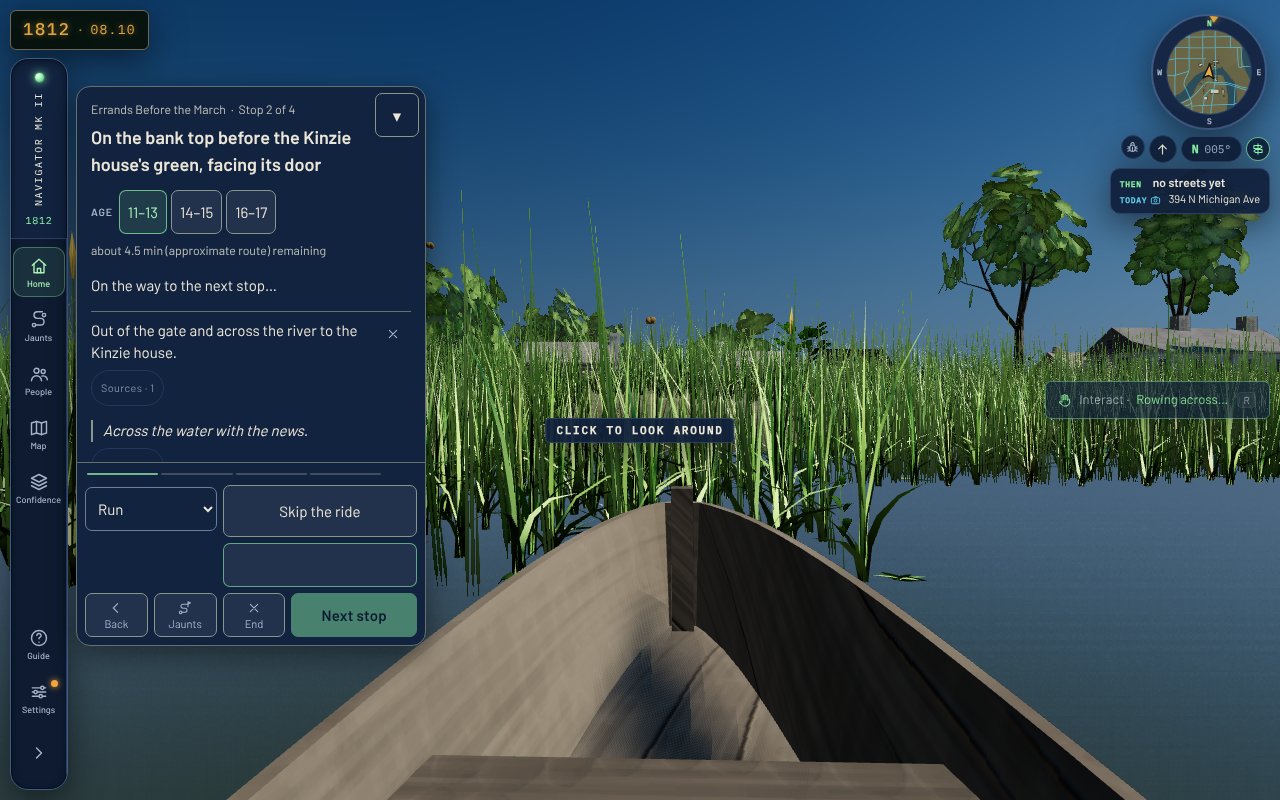 1812 · 08.10
NAVIGATOR MK II
1812
Home
Jaunts
People
Map
Confidence
Guide
Settings
Errands Before the March · Stop 2 of 4
▼
On the bank top before the Kinzie
house's green, facing its door
AGE
11–13
14–15
16–17
about 4.5 min (approximate route) remaining
On the way to the next stop...
Out of the gate and across the river to the
Kinzie house.
Sources · 1
Across the water with the news.
Run
Skip the ride
Back
Jaunts
End
Next stop
CLICK TO LOOK AROUND
N
W
E
S
N 005°
THEN no streets yet
TODAY 394 N Michigan Ave
Interact · Rowing across... R